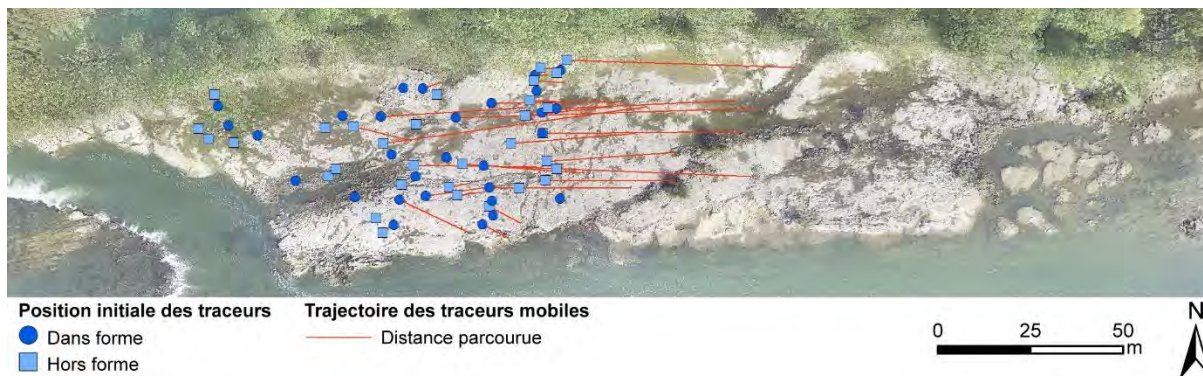 Position initiale des traceurs
Dans forme
Hors forme
Trajectoire des traceurs mobiles
Distance parcourue
0 25 50
m
N